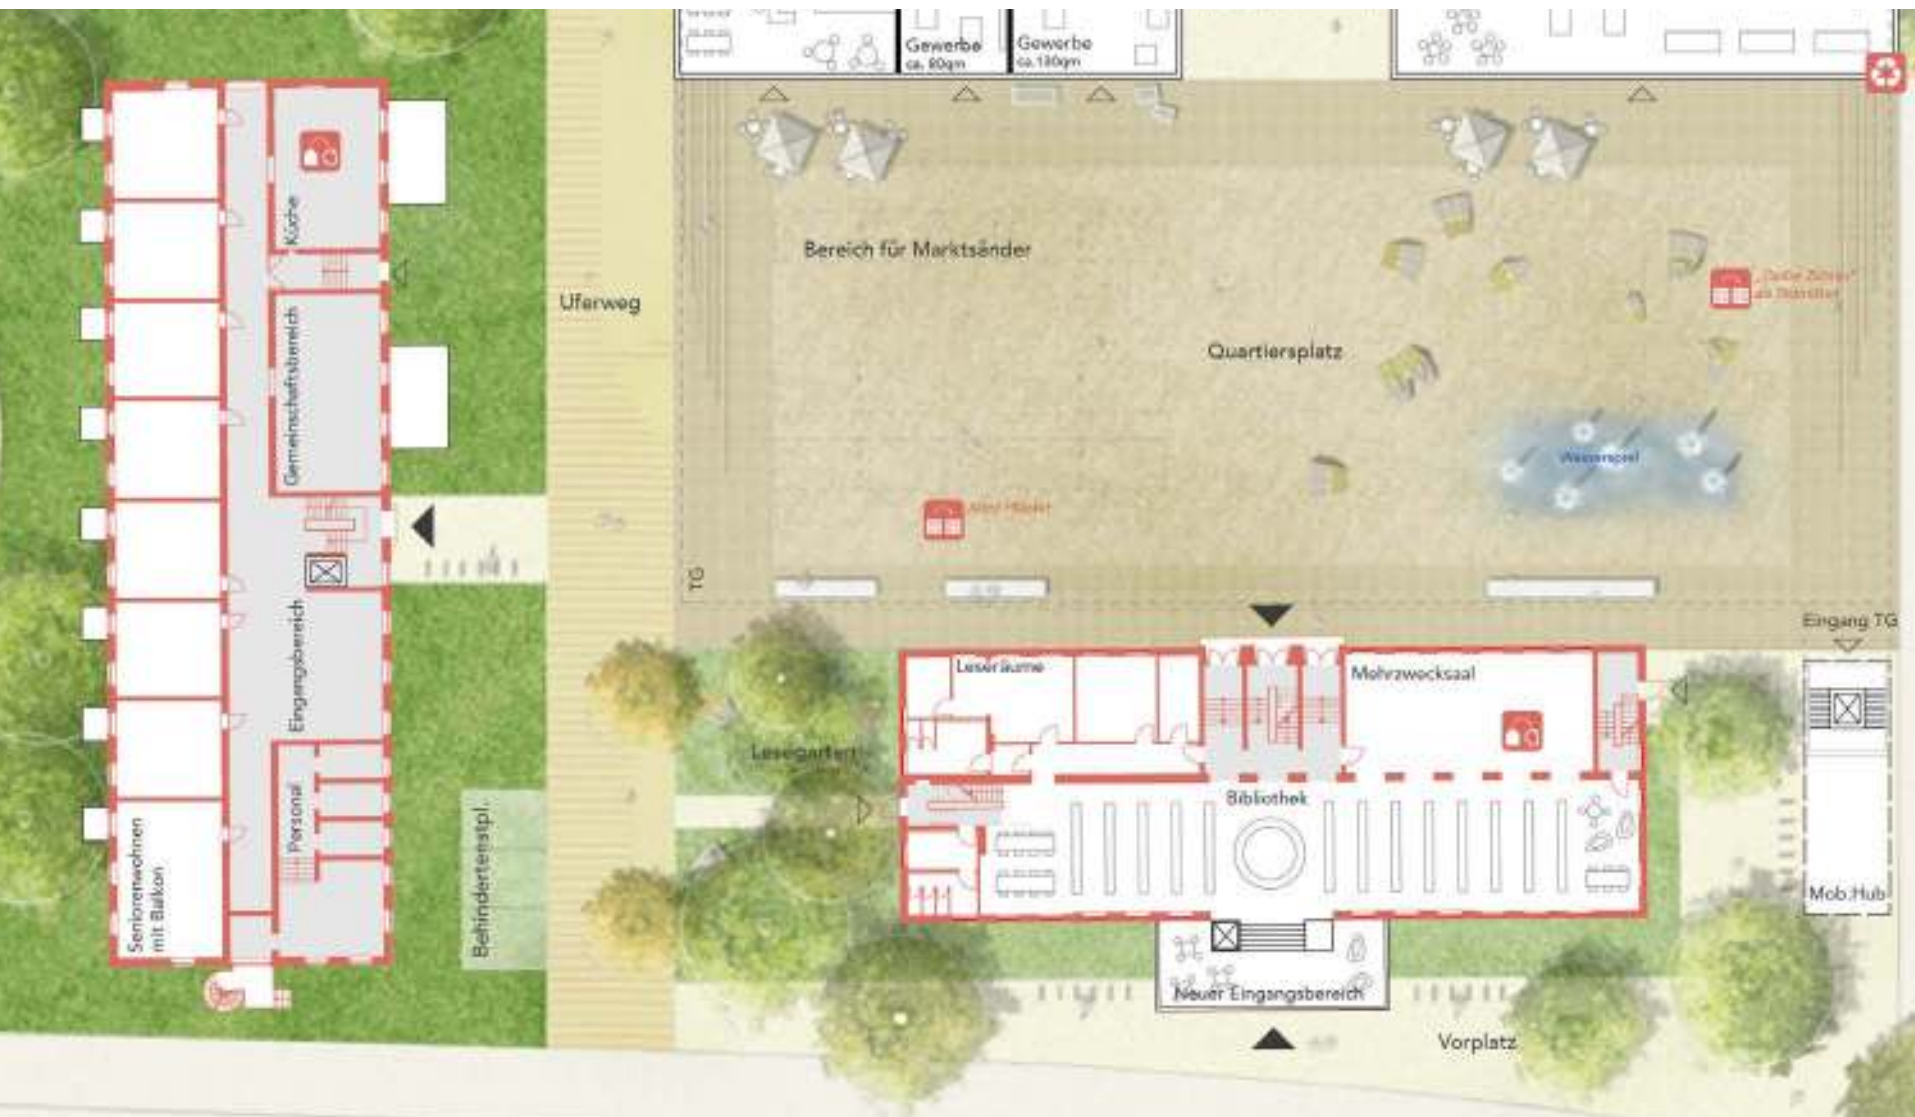 Gewerbe
ca. 80qm
Gewerbe
ca. 130qm
Küche
Bereich für Marktsänder
Uferweg
Gemeinschaftsbereich
Quartiersplatz
Wasserspiel
TG
Eingangsbereich
Eingang TG
Leseräume
Mehrzwecksaal
Lesegarten
Bibliothek
Personal
Seniorenwohnen
mit Balkon
Behindertenstpl.
Mob.Hub
Neuer Eingangsbereich
Vorplatz